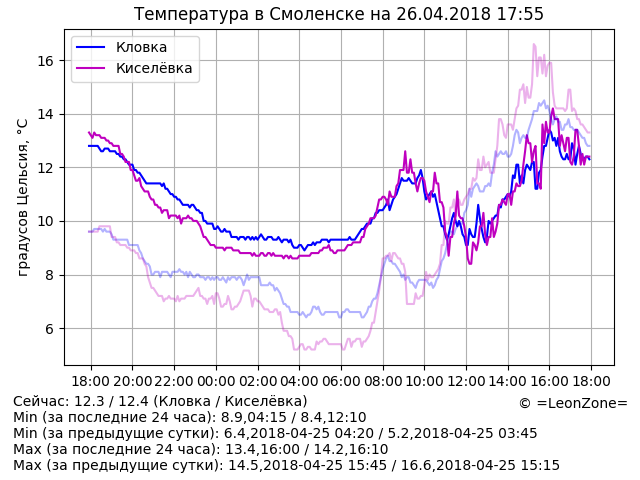 Температура в Смоленске на 26.04.2018 17:55
Кловка
Киселёвка
градусов Цельсия, °C
16
14
12
10
8
6
18:00 20:00 22:00 00:00 02:00 04:00 06:00 08:00 10:00 12:00 14:00 16:00 18:00
Сейчас: 12.3 / 12.4 (Кловка / Киселёвка)
© =LeonZone=
Min (за последние 24 часа): 8.9,04:15 / 8.4,12:10
Min (за предыдущие сутки): 6.4,2018-04-25 04:20 / 5.2,2018-04-25 03:45
Max (за последние 24 часа): 13.4,16:00 / 14.2,16:10
Max (за предыдущие сутки): 14.5,2018-04-25 15:45 / 16.6,2018-04-25 15:15